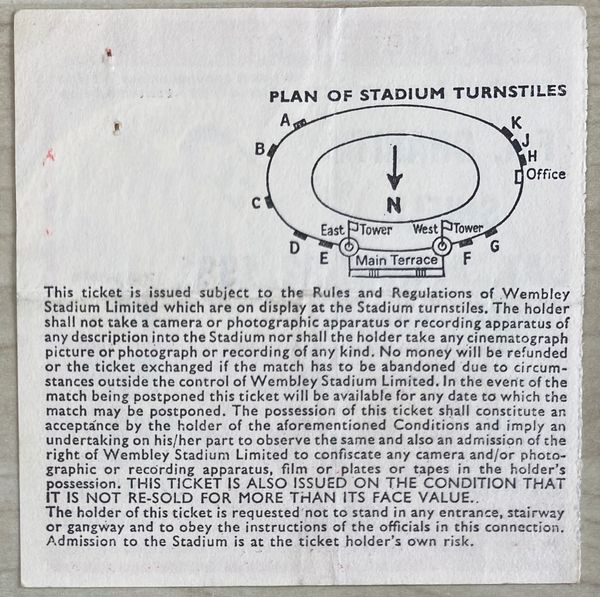 PLAN OF STADIUM TURNSTILES
A
B
C
D
E
K
J
H
Office
G
F
N
East Tower
West Tower
Main Terrace
This ticket is issued subject to the Rules and Regulations of Wembley
Stadium Limited which are on display at the Stadium turnstiles. The holder
shall not take a camera or photographic apparatus or recording apparatus of
any description into the Stadium nor shall the holder take any cinematograph
picture or photograph or recording of any kind. No money will be refunded
or the ticket exchanged if the match has to be abandoned due to circum-
stances outside the control of Wembley Stadium Limited. In the event of the
match being postponed this ticket will be available for any date to which the
match may be postponed. The possession of this ticket shall constitute an
acceptance by the holder of the aforementioned Conditions and imply an
undertaking on his/her part to observe the same and also an admission of the
right of Wembley Stadium Limited to confiscate any camera and/or photo-
graphic or recording apparatus, film or plates or tapes in the holder's
possession. THIS TICKET IS ALSO ISSUED ON THE CONDITION THAT
IT IS NOT RE-SOLD FOR MORE THAN ITS FACE VALUE..
The holder of this ticket is requested not to stand in any entrance, stairway
or gangway and to obey the instructions of the officials in this connection.
Admission to the Stadium is at the ticket holder's own risk.